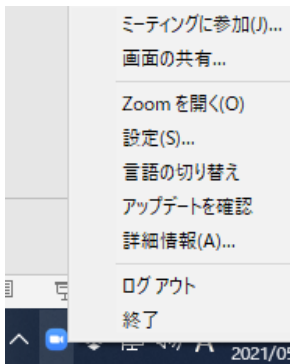 ミーティングに参加(J)...
画面の共有...
Zoom を開く(O)
設定(S)...
言語の切り替え
アップデートを確認
詳細情報(A)...
ログ アウト
終了
A
2021/05